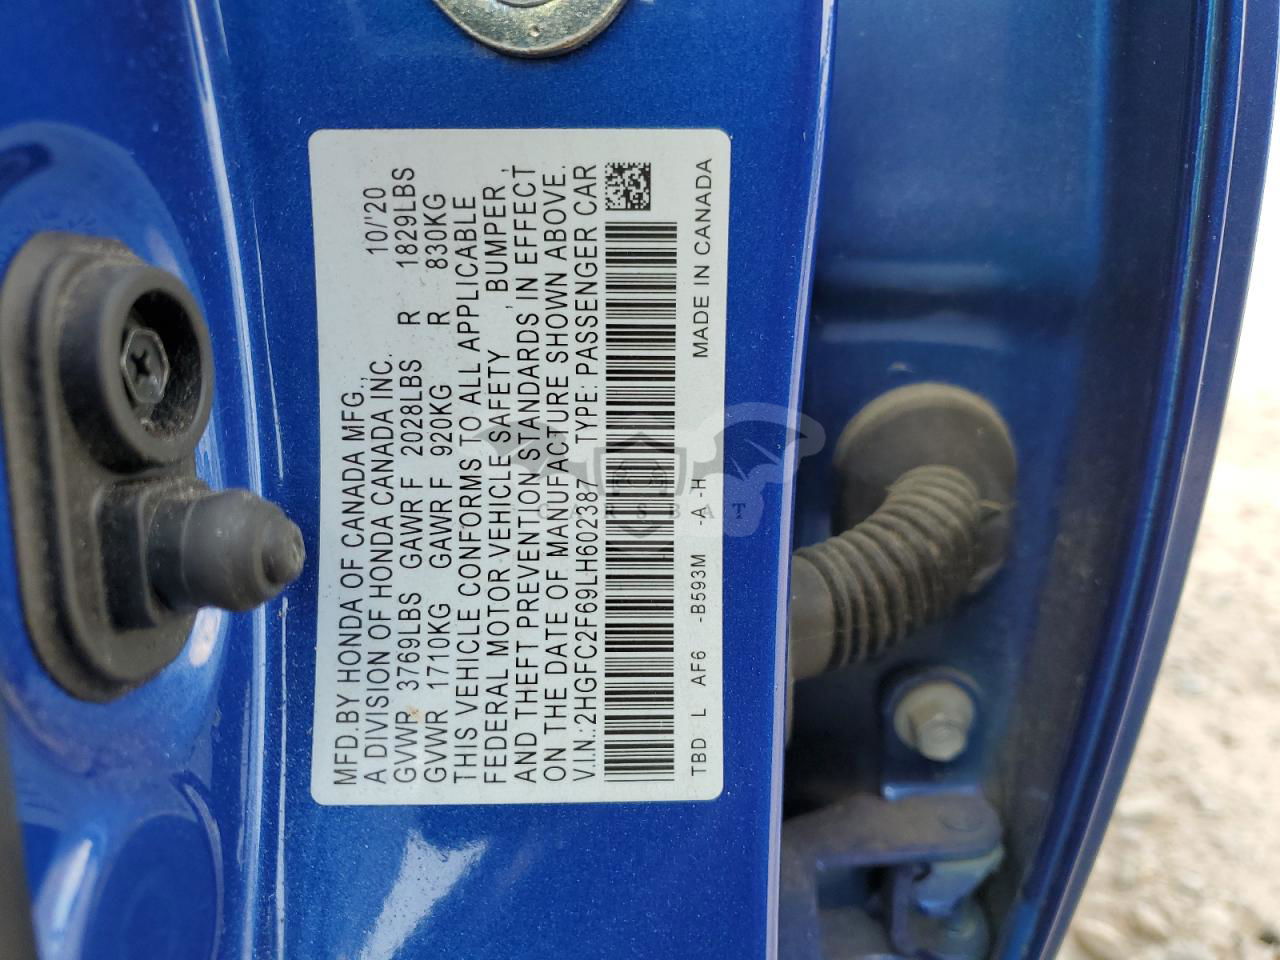 MFD.BY HONDA OF CANADA MFG., 10/'20
A DIVISION OF HONDA CANADA INC.
GVWR 3769LBS GAWR F 2028LBS R 1829LBS
GVWR 1710KG GAWR F 920KG R 830KG
THIS VEHICLE CONFORMS TO ALL APPLICABLE
FEDERAL MOTOR VEHICLE SAFETY , BUMPER ,
AND THEFT PREVENTION STANDARDS IN EFFECT
ON THE DATE OF MANUFACTURE SHOWN ABOVE.
V.I.N.:2HGFC2F69LH602387 TYPE: PASSENGER CAR
TBD L AF6 -B593M -A-H MADE IN CANADA
CARSBAT